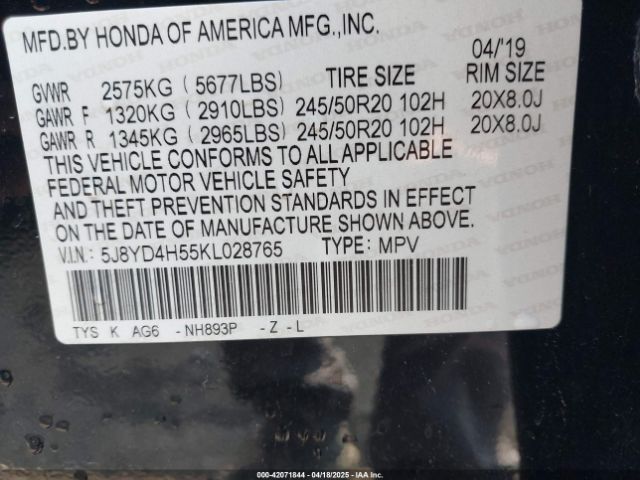 MFD.BY HONDA OF AMERICA MFG.,INC.
04/'19
GVWR 2575KG (5677LBS) TIRE SIZE RIM SIZE
GAWR F 1320KG (2910LBS) 245/50R20 102H 20X8.0J
GAWR R 1345KG (2965LBS) 245/50R20 102H 20X8.0J
THIS VEHICLE CONFORMS TO ALL APPLICABLE
FEDERAL MOTOR VEHICLE SAFETY
AND THEFT PREVENTION STANDARDS IN EFFECT
ON THE DATE OF MANUFACTURE SHOWN ABOVE.
V.I.N.: 5J8YD4H55KL028765 TYPE: MPV
TYS K AG6 -NH893P -Z-L
000-42071844 | 04/18/2025 | IAA, Inc.